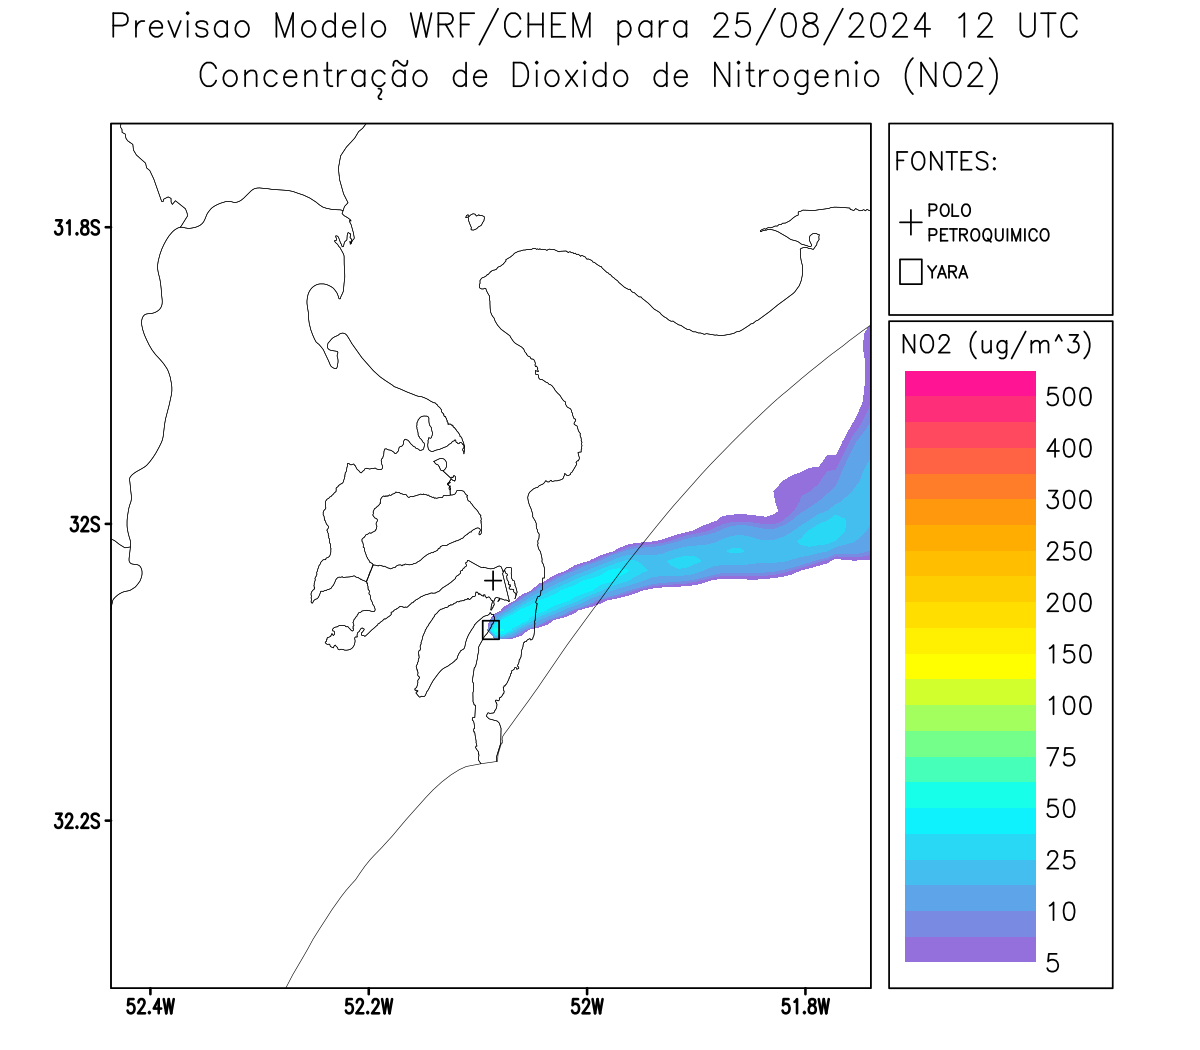 Previsao Modelo WRF/CHEM para 25/08/2024 12 UTC
Concentração de Dioxido de Nitrogenio (NO2)
FONTES:
POLO
PETROQUIMICO
YARA
NO2 (ug/m^3)
500
400
300
250
200
150
100
75
50
25
10
5
31.8S
32S
32.2S
52.4W
52.2W
52W
51.8W